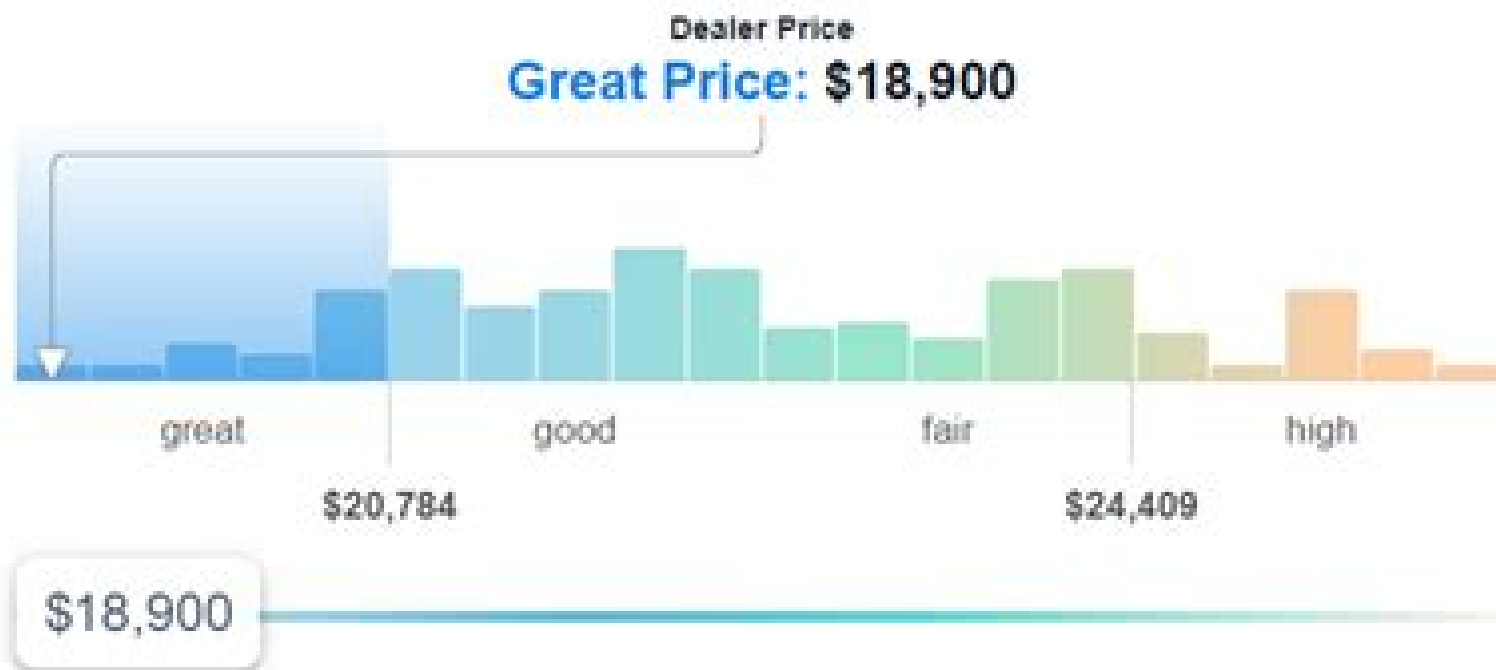 Dealer Price
Great Price: $18,900
great good fair high
$20,784 $24,409
$18,900